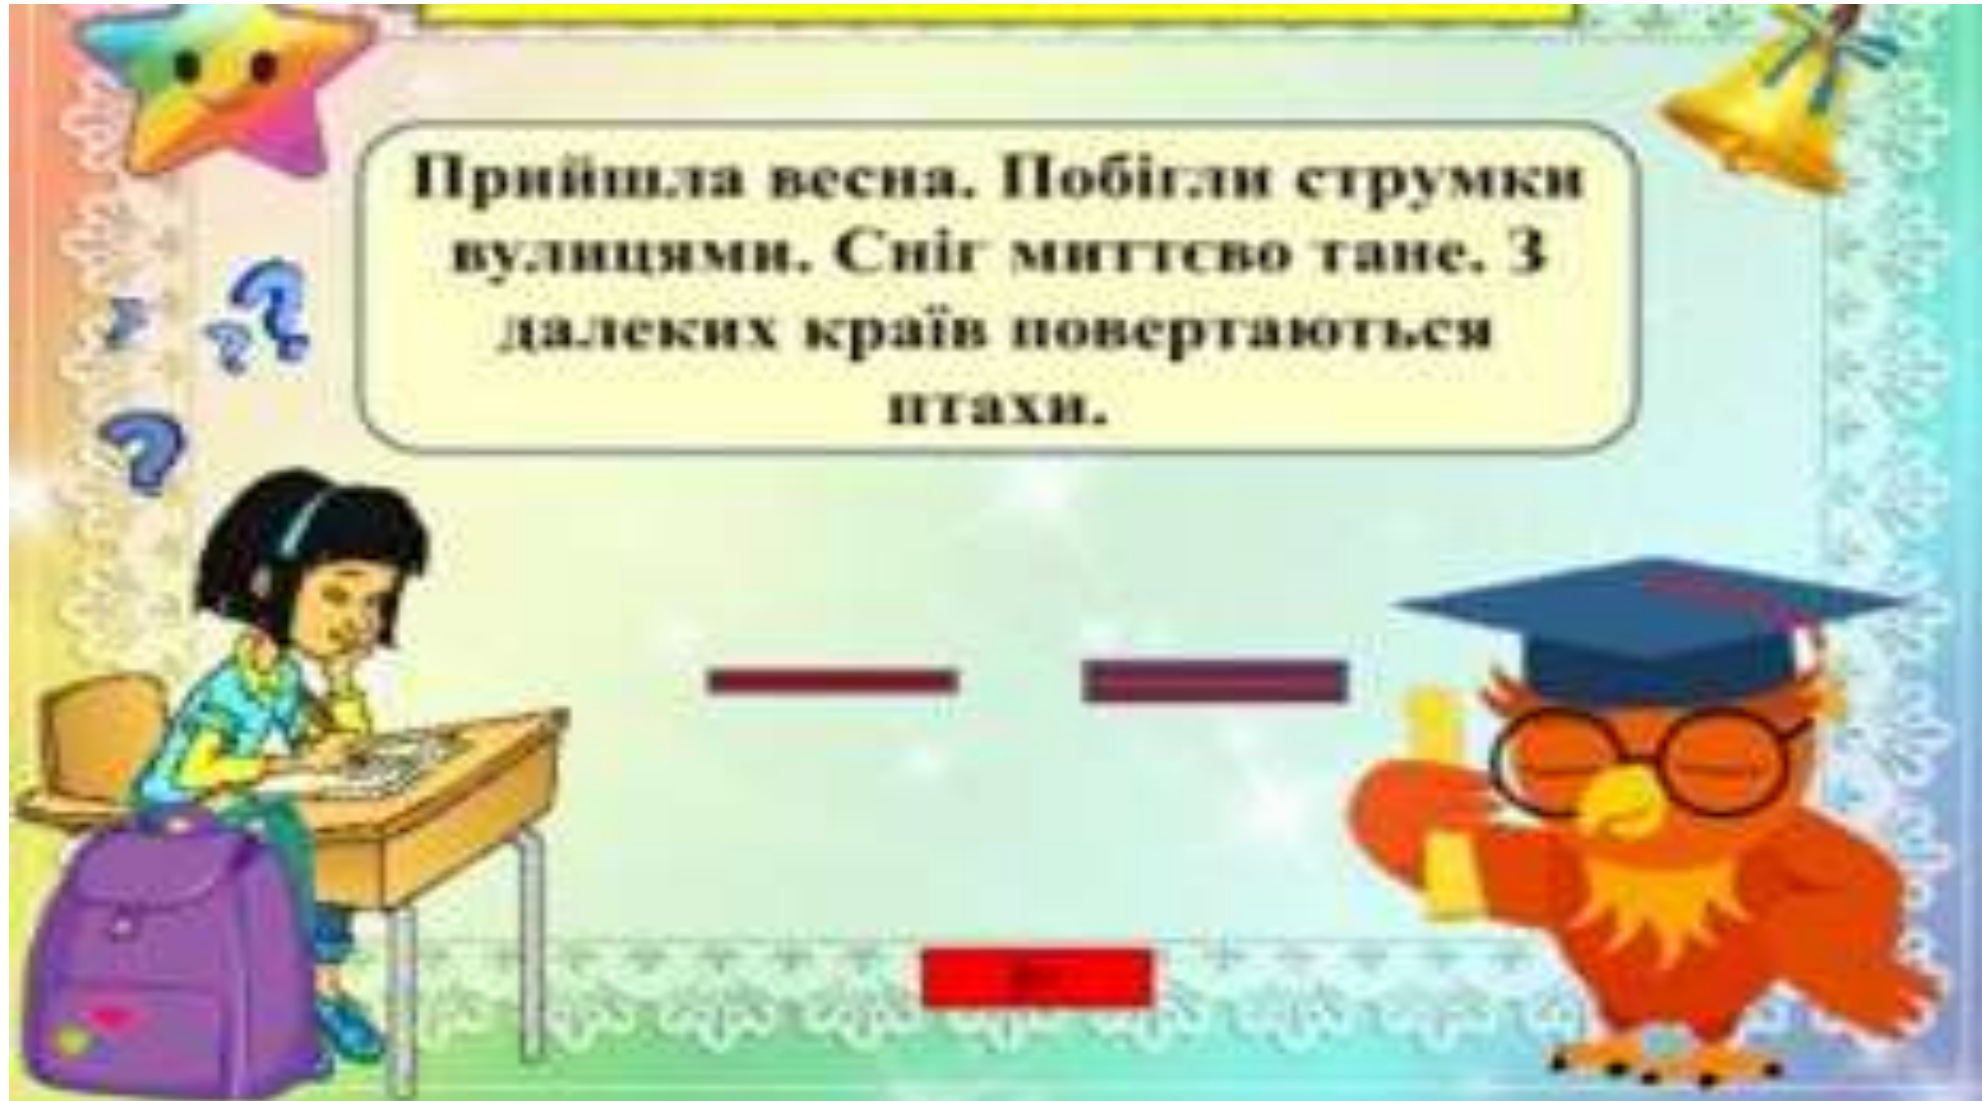 Прийшла весна. Побігли струмки
вулицями. Сніг миттєво тане. З
далеких країв повертаються
птахи.